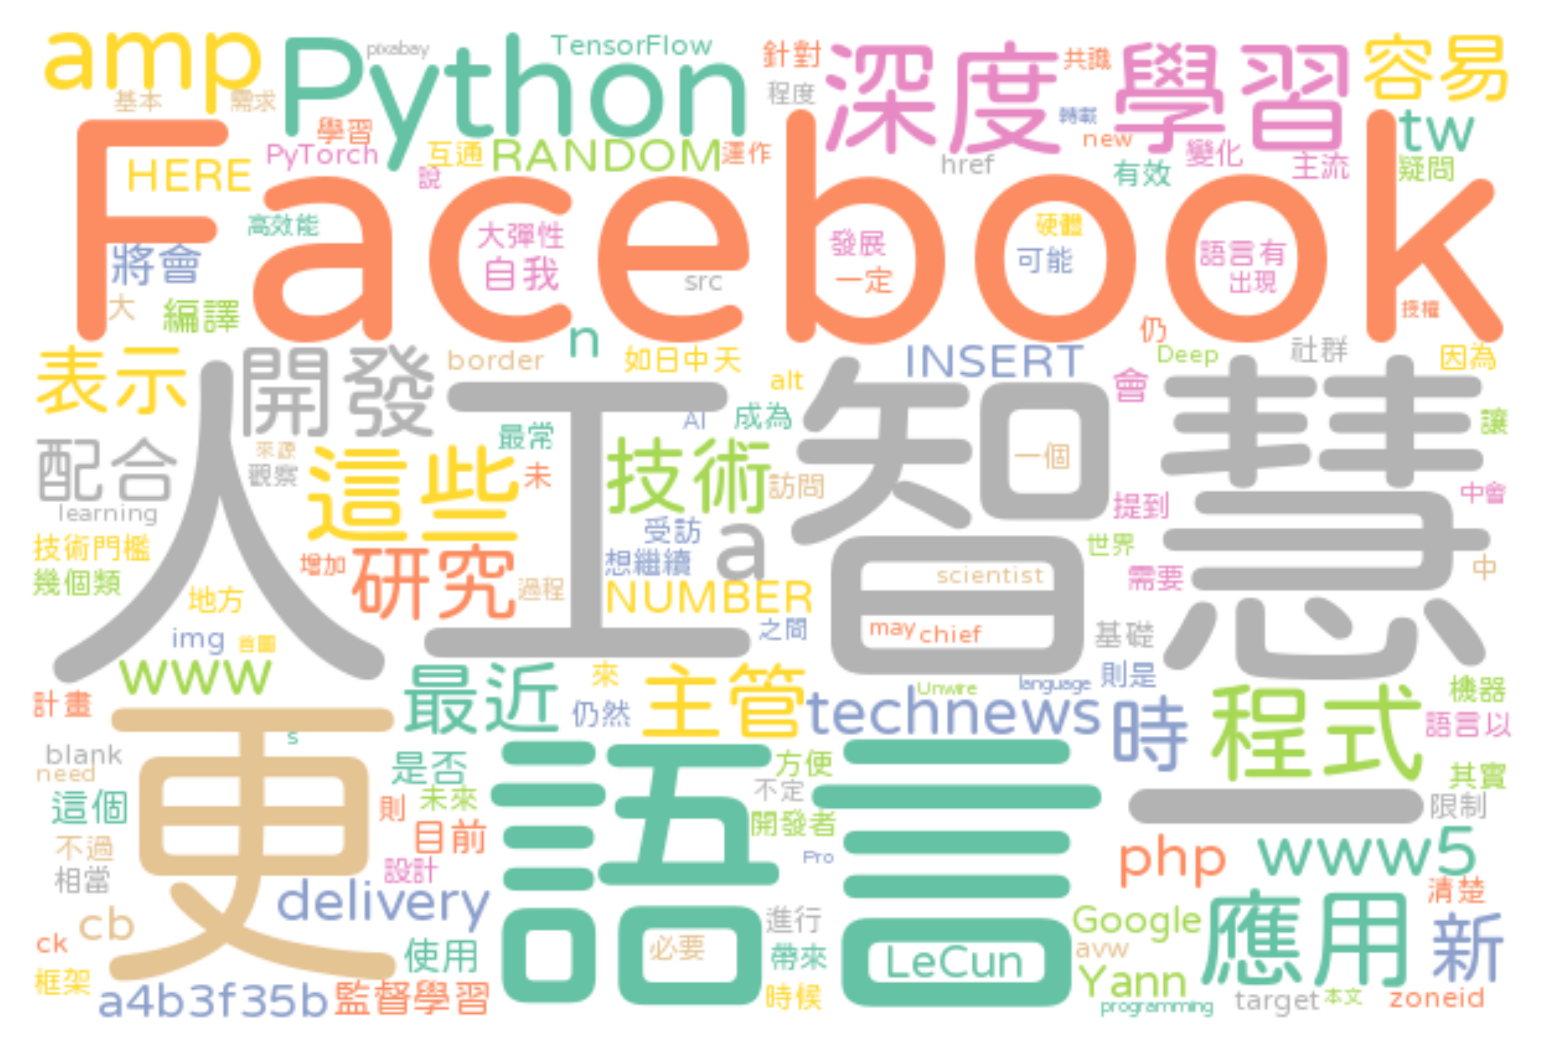 amp
Python
pixabay
TensorFlow
針對
深度學習
共識
容易
基本
需求
程度
轉載
tw
學習
PyTorch
互通
RANDOM
運作
new
變化
HERE
說
href
有效
主流
疑問
Facebook
高效能
將會
大彈性
自我
src
發展
一定
硬體
可能
語言有
出現
大
編譯
授權
n
仍
表示
開發
border
如日中天
INSERT
Deep
社群
因為
alt
會
人工智慧
AI
成為
最常
讓
配合
來源
觀察
這些
未
技術
訪問
一個
提到
中會
learning
受訪
a
技術門檻
增加
研究
想繼續
世界
幾個類
過程
scientist
需要
中
地方
NUMBER
img
首圖
之間
may
chief
基礎
www
最近
來
主管
Unwire
language
則是
機器
計畫
仍然
technews
時
程式
語言以
更
s
blank
need
是否
語言
方便
其實
這個
則
未來
不定
一
限制
不過
目前
開發者
php
www5
相當
設計
Pro
清楚
cb
delivery
進行
Google
應用
新
ck
使用
必要
帶來
LeCun
avw
框架
Yann
a4b3f35b
監督學習
時候
programming
target
本文
zoneid